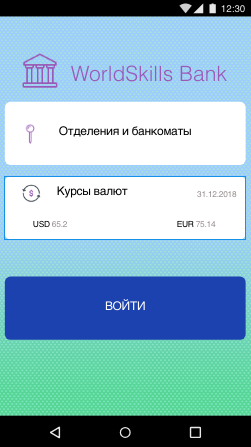 12:30
WorldSkills Bank
Отделения и банкоматы
Курсы валют 31.12.2018
USD 65.2 EUR 75.14
ВОЙТИ